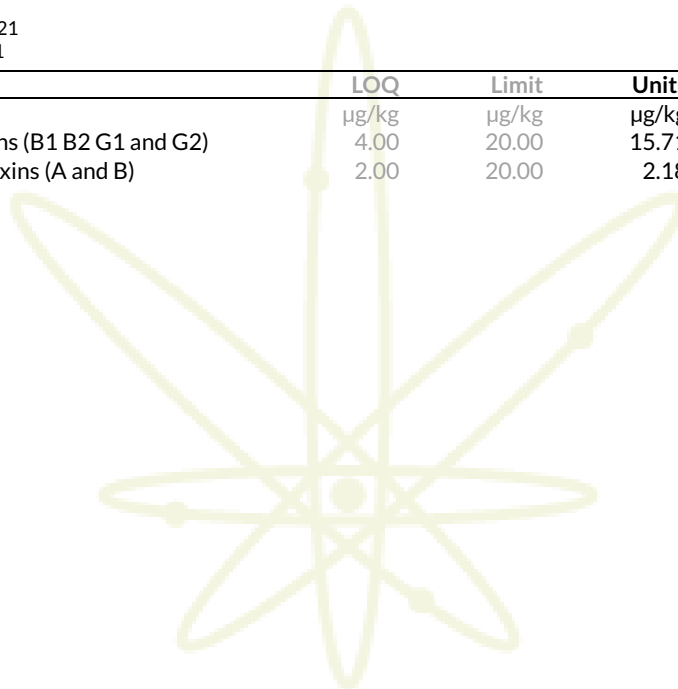 21
1
LOQ Limit Unit
µg/kg µg/kg µg/kg
ns (B1 B2 G1 and G2) 4.00 20.00 15.71
xins (A and B) 2.00 20.00 2.18